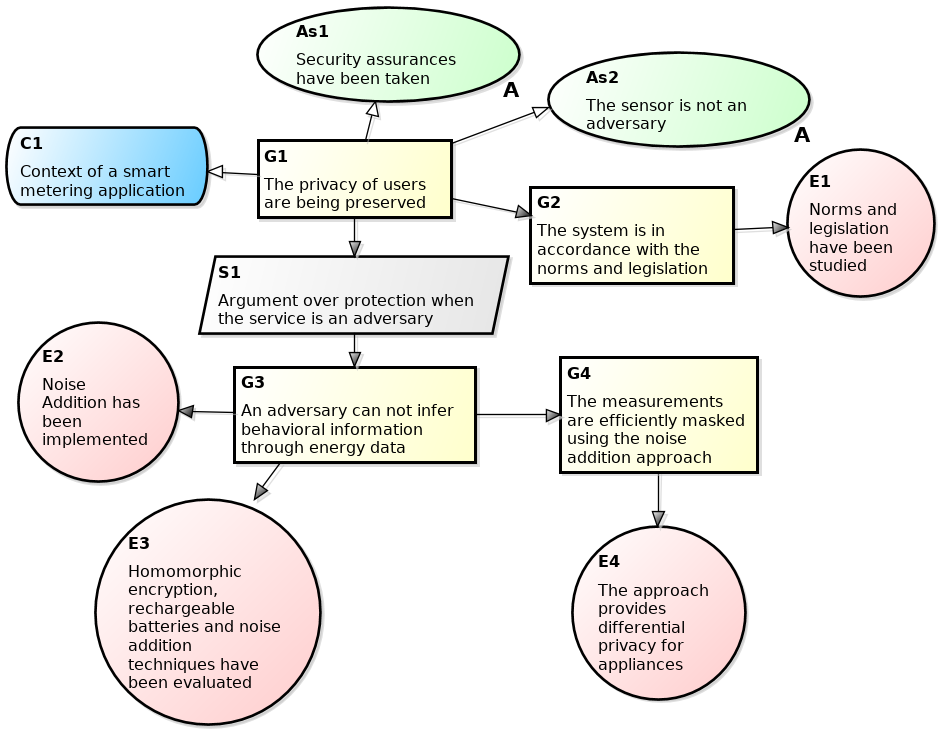 As1
Security assurances
have been taken
A
As2
The sensor is not an
adversary
A
C1
Context of a smart
metering application
G1
The privacy of users
are being preserved
G2
The system is in
accordance with the
norms and legislation
E1
Norms and
legislation
have been
studied
S1
Argument over protection when
the service is an adversary
E2
Noise
Addition has
been
implemented
G3
An adversary can not infer
behavioral information
through energy data
G4
The measurements
are efficiently masked
using the noise
addition approach
E3
Homomorphic
encryption,
rechargeable
batteries and noise
addition
techniques have
been evaluated
E4
The approach
provides
differential
privacy for
appliances